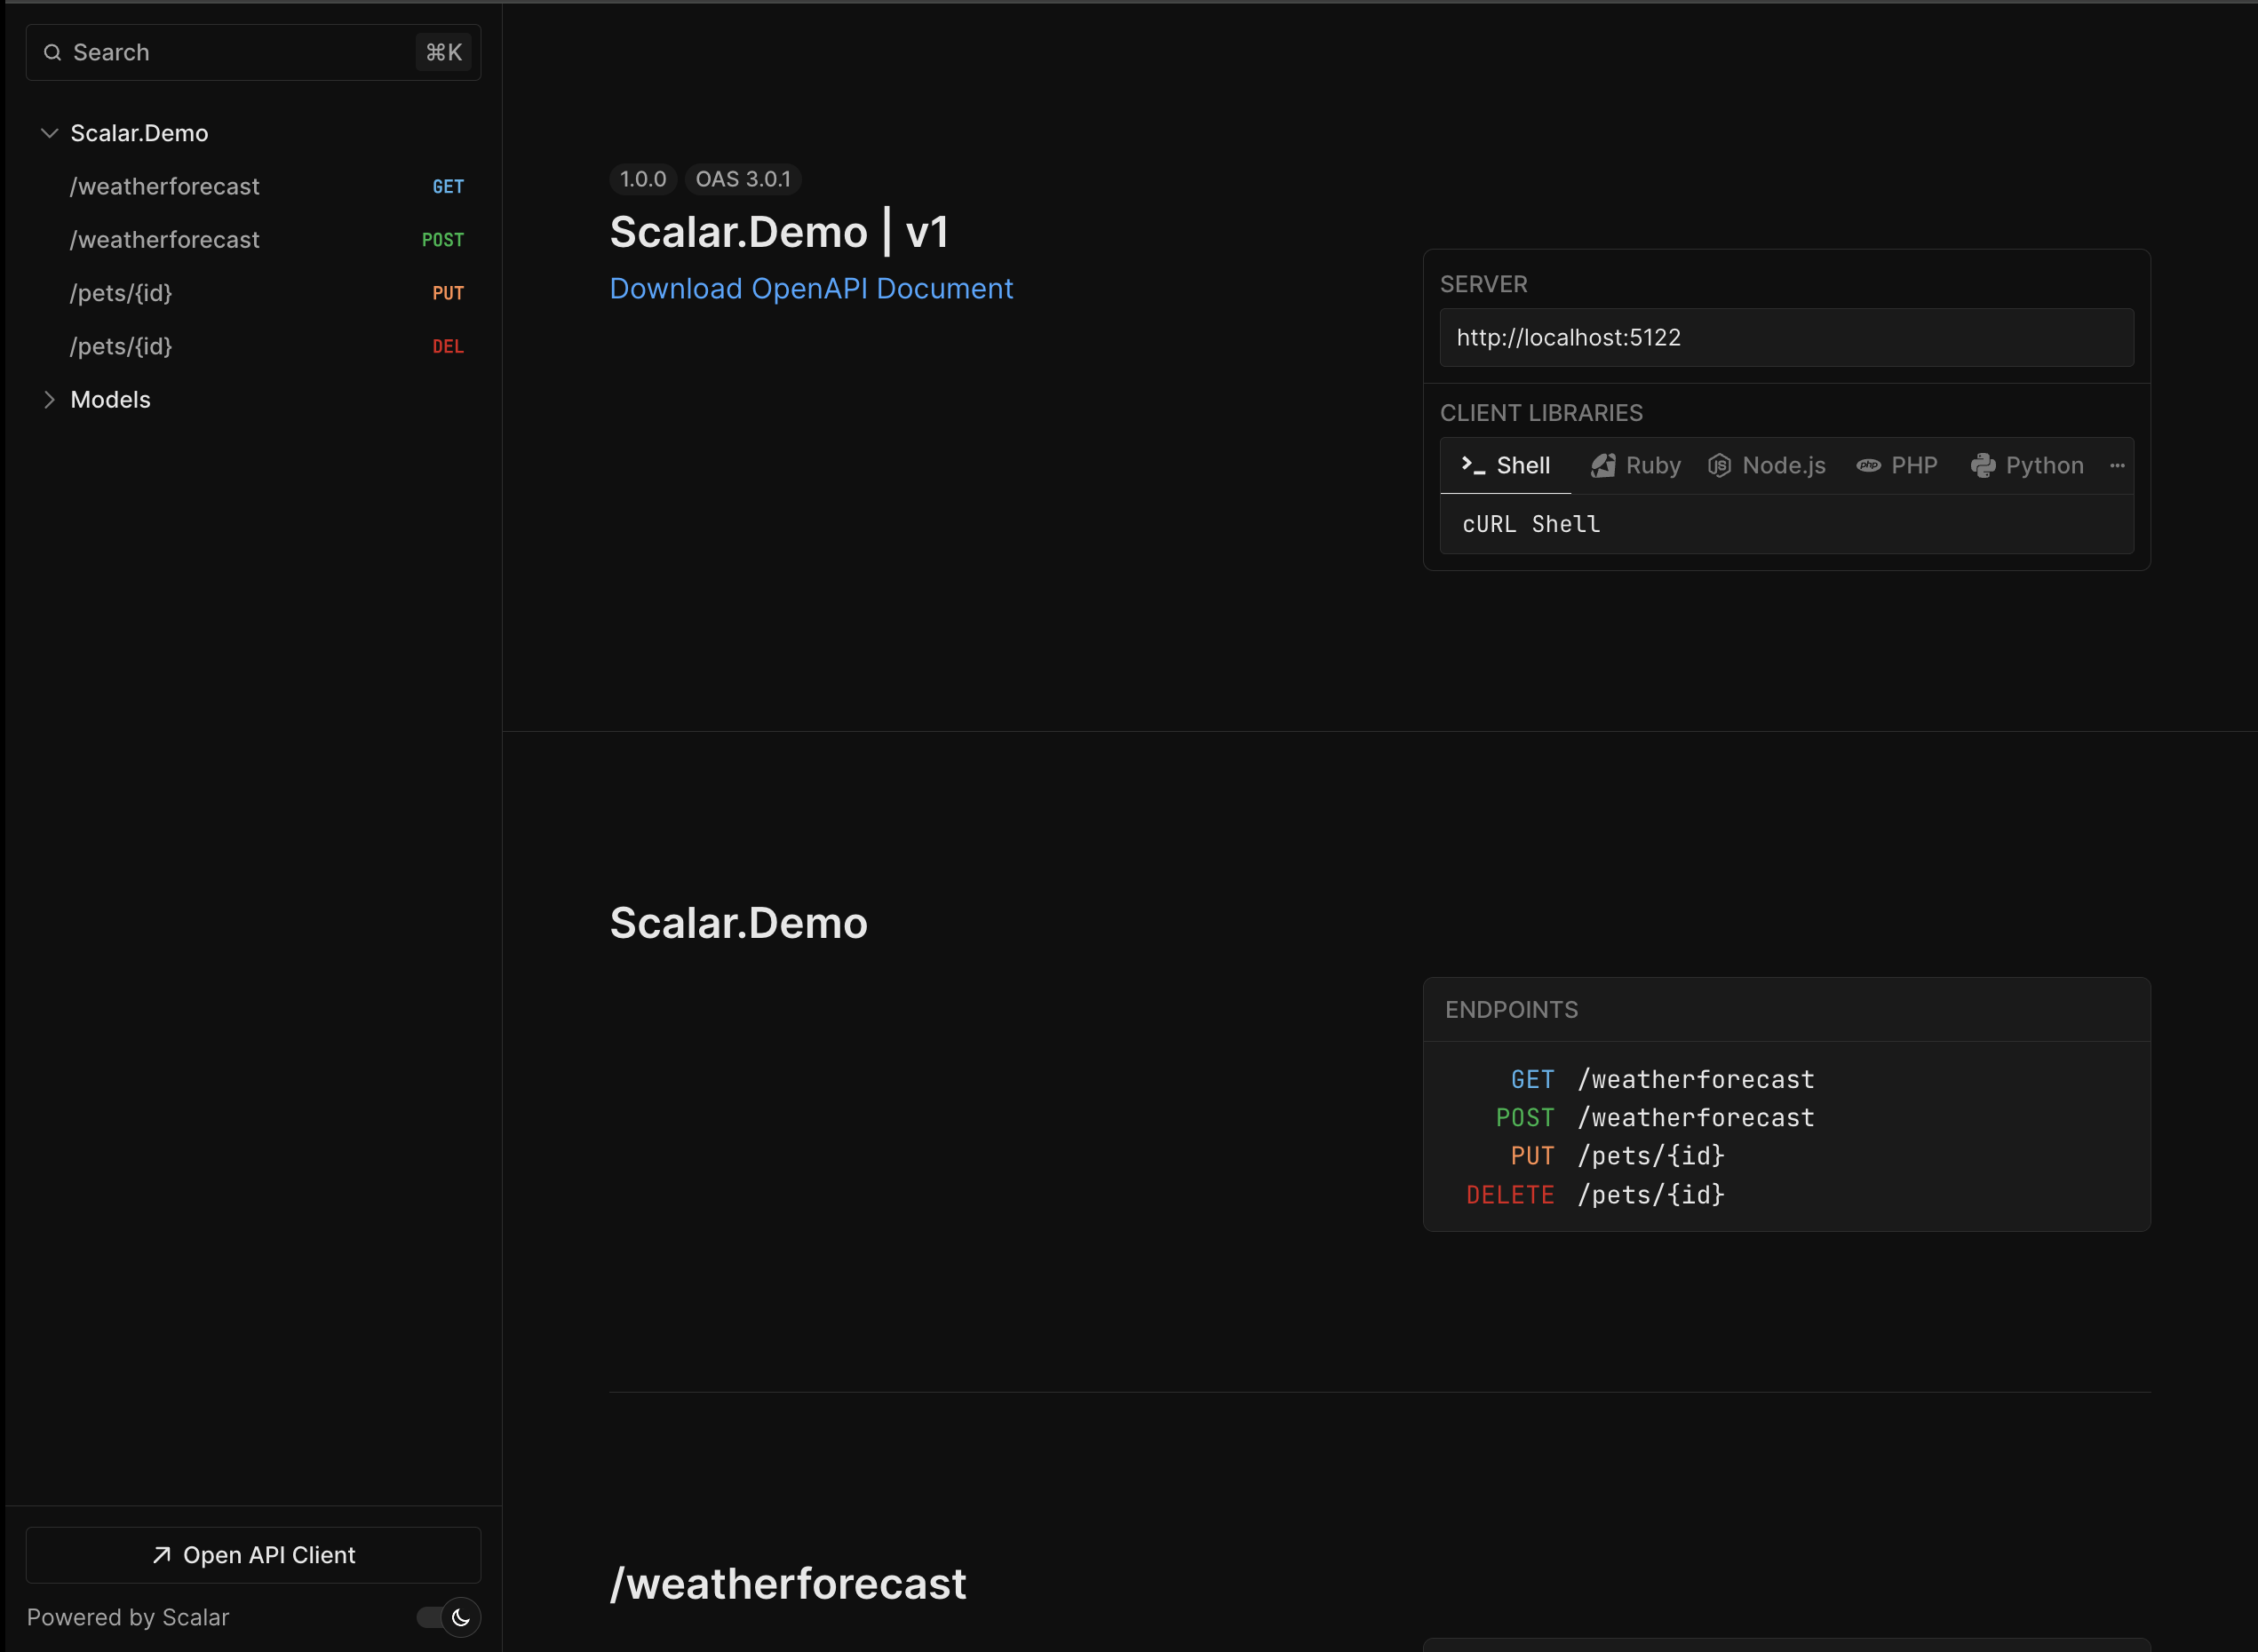 Search ⌘K
Scalar.Demo
/weatherforecast GET
/weatherforecast POST
/pets/{id} PUT
/pets/{id} DEL
Models
Open API Client
Powered by Scalar
1.0.0 OAS 3.0.1
Scalar.Demo | v1
Download OpenAPI Document
SERVER
http://localhost:5122
CLIENT LIBRARIES
Shell Ruby Node.js PHP Python ...
cURL Shell
Scalar.Demo
ENDPOINTS
GET /weatherforecast
POST /weatherforecast
PUT /pets/{id}
DELETE /pets/{id}
/weatherforecast